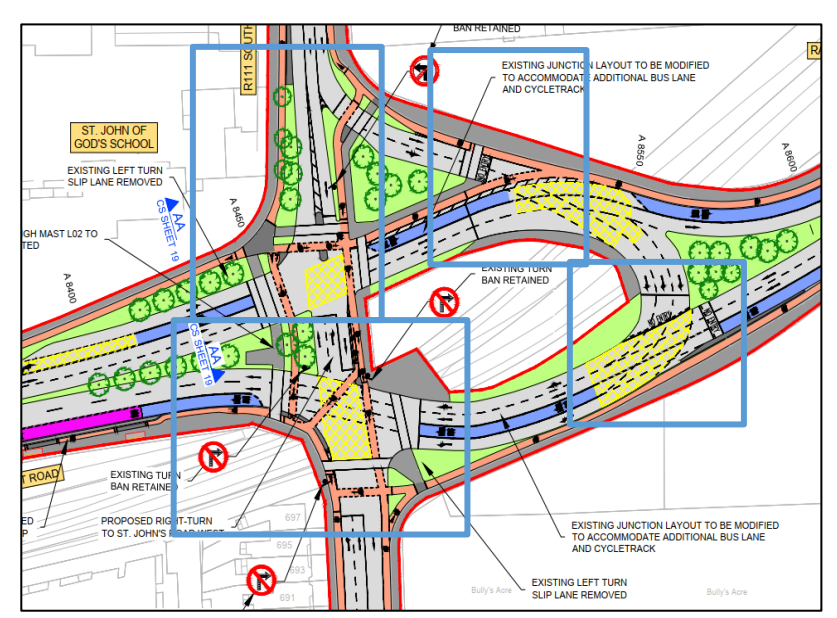 BAN RETAINED
R111 SOUTH
EXISTING JUNCTION LAYOUT TO BE MODIFIED
TO ACCOMMODATE ADDITIONAL BUS LANE
AND CYCLETRACK
RA
ST. JOHN OF
GOD'S SCHOOL
A 8550
A 8600
EXISTING LEFT TURN
SLIP LANE REMOVED
A 8450
AA
CS SHEET 19
GH MAST L02 TO
TED
A 8400
EXISTING TURN
BAN RETAINED
NO ENTRY
AA
CS SHEET 19
EXISTING TURN
BAN RETAINED
T ROAD
ED
P
PROPOSED RIGHT-TURN
TO ST. JOHN'S ROAD WEST
697
695
693
691
EXISTING JUNCTION LAYOUT TO BE MODIFIED
TO ACCOMMODATE ADDITIONAL BUS LANE
AND CYCLETRACK
EXISTING LEFT TURN
SLIP LANE REMOVED
Bully's Acre
Bully's Acre